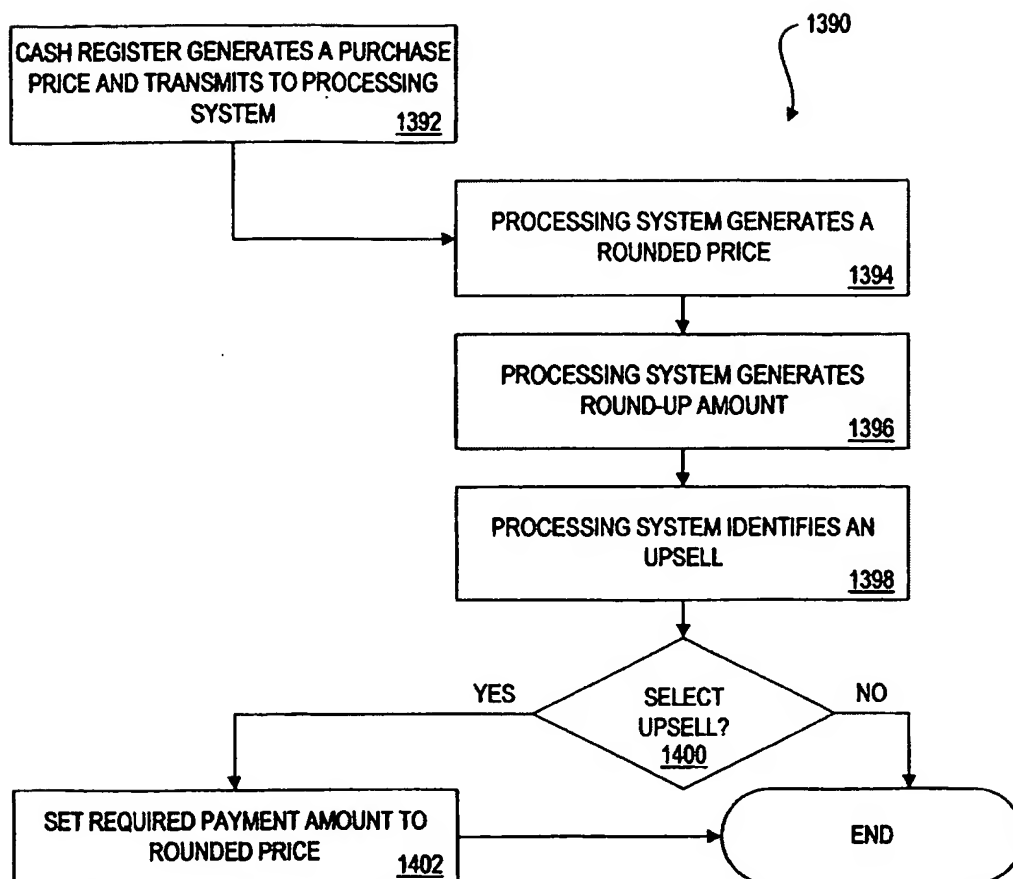 1390
CASH REGISTER GENERATES A PURCHASE
PRICE AND TRANSMITS TO PROCESSING
SYSTEM
1392
PROCESSING SYSTEM GENERATES A
ROUNDED PRICE
1394
PROCESSING SYSTEM GENERATES
ROUND-UP AMOUNT
1396
PROCESSING SYSTEM IDENTIFIES AN
UPSELL
1398
YES
SELECT
UPSELL?
1400
NO
SET REQUIRED PAYMENT AMOUNT TO
ROUNDED PRICE
1402
END